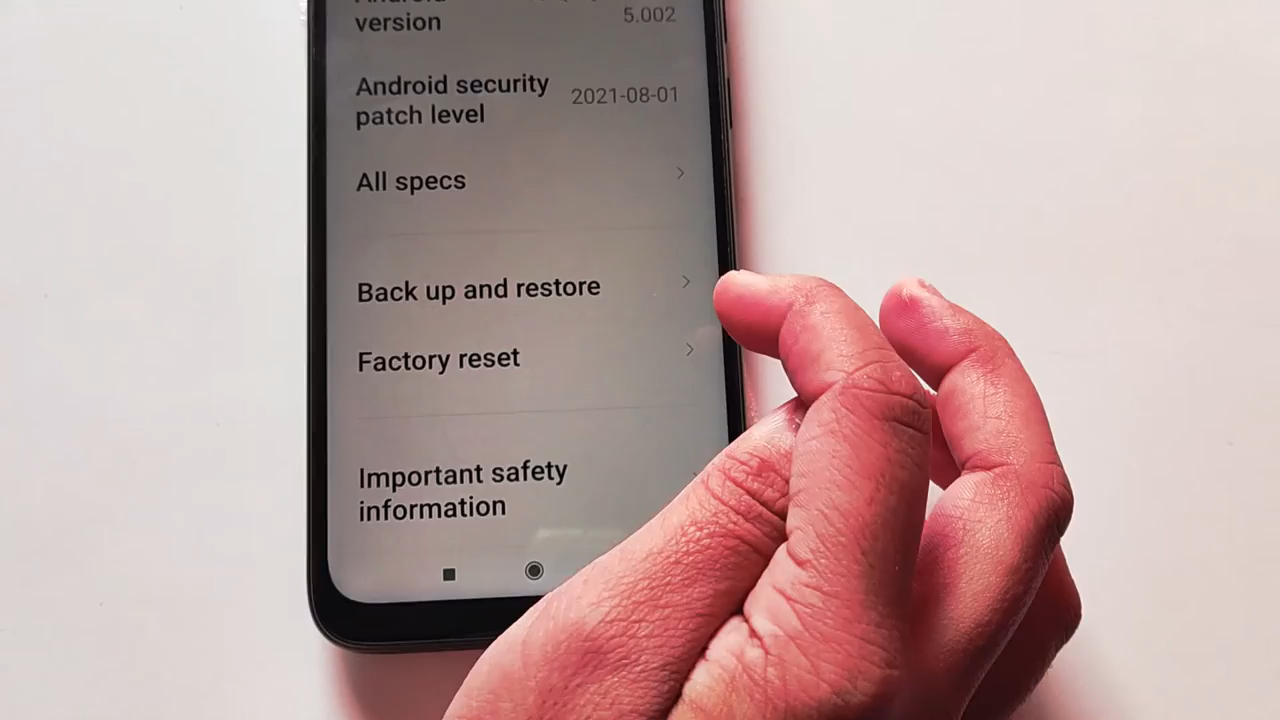 Android
version
5.002
Android security
patch level
2021-08-01
All specs
Back up and restore
Factory reset
Important safety
information